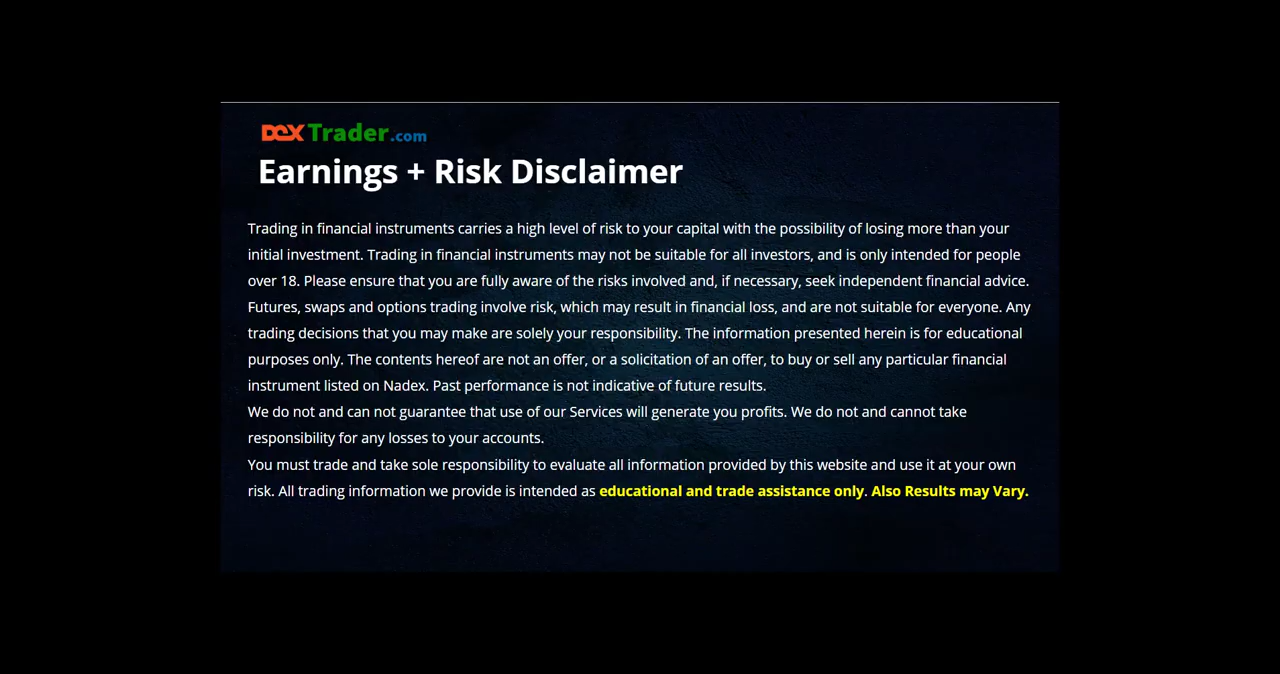 DEXTrader.com
Earnings + Risk Disclaimer
Trading in financial instruments carries a high level of risk to your capital with the possibility of losing more than your
initial investment. Trading in financial instruments may not be suitable for all investors, and is only intended for people
over 18. Please ensure that you are fully aware of the risks involved and, if necessary, seek independent financial advice.
Futures, swaps and options trading involve risk, which may result in financial loss, and are not suitable for everyone. Any
trading decisions that you may make are solely your responsibility. The information presented herein is for educational
purposes only. The contents hereof are not an offer, or a solicitation of an offer, to buy or sell any particular financial
instrument listed on Nadex. Past performance is not indicative of future results.
We do not and can not guarantee that use of our Services will generate you profits. We do not and cannot take
responsibility for any losses to your accounts.
You must trade and take sole responsibility to evaluate all information provided by this website and use it at your own
risk. All trading information we provide is intended as educational and trade assistance only. Also Results may Vary.